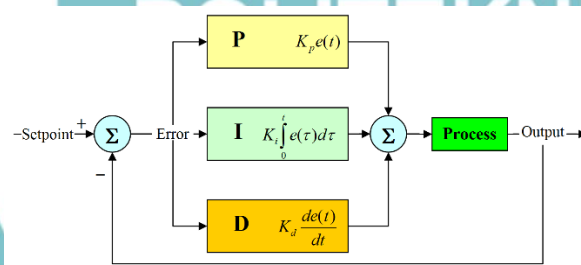 P K_p e(t)
+
–Setpoint
Σ
Error
I K_i ∫_0^t e(τ)dτ
Σ
Process
Output
–
D K_d de(t)/dt